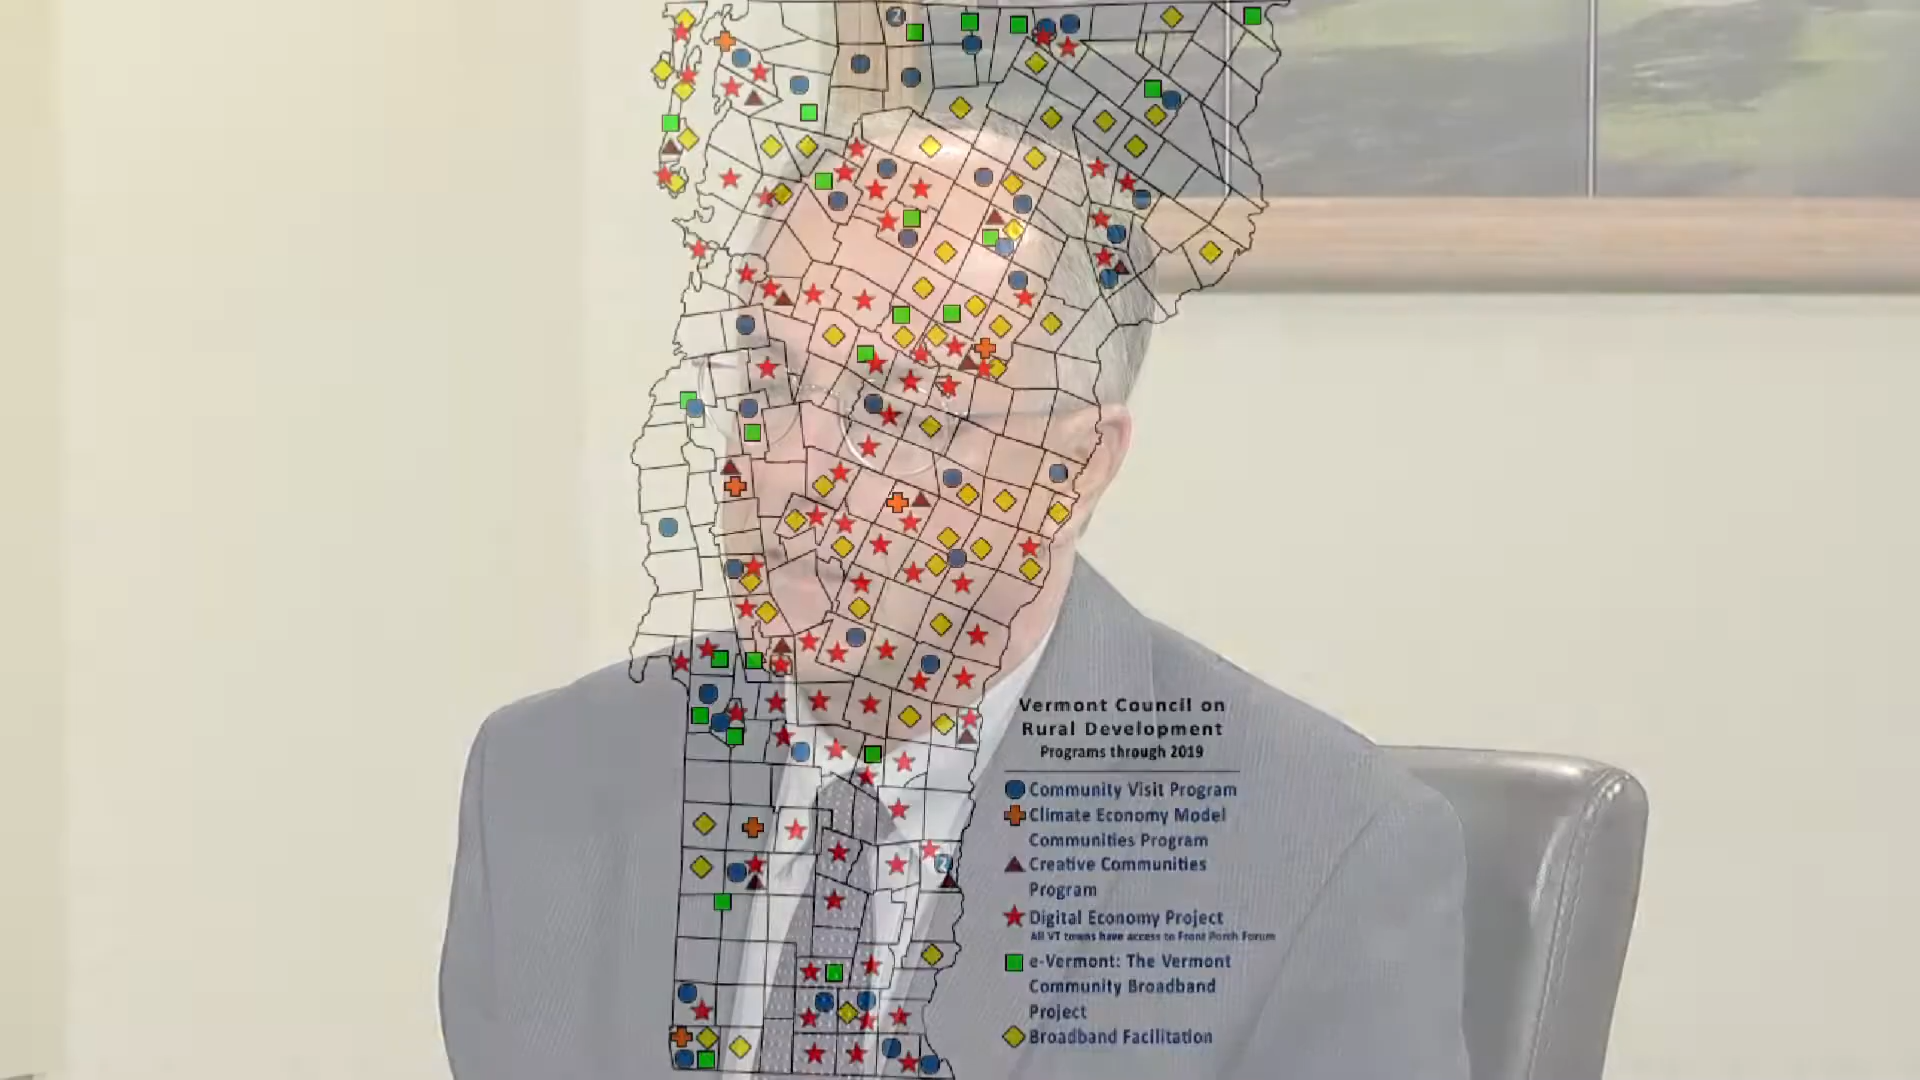 Vermont Council on
Rural Development
Programs through 2019
Community Visit Program
Climate Economy Model
Communities Program
Creative Communities
Program
Digital Economy Project
All VT towns have access to Front Porch Forum
e-Vermont: The Vermont
Community Broadband
Project
Broadband Facilitation
2
2